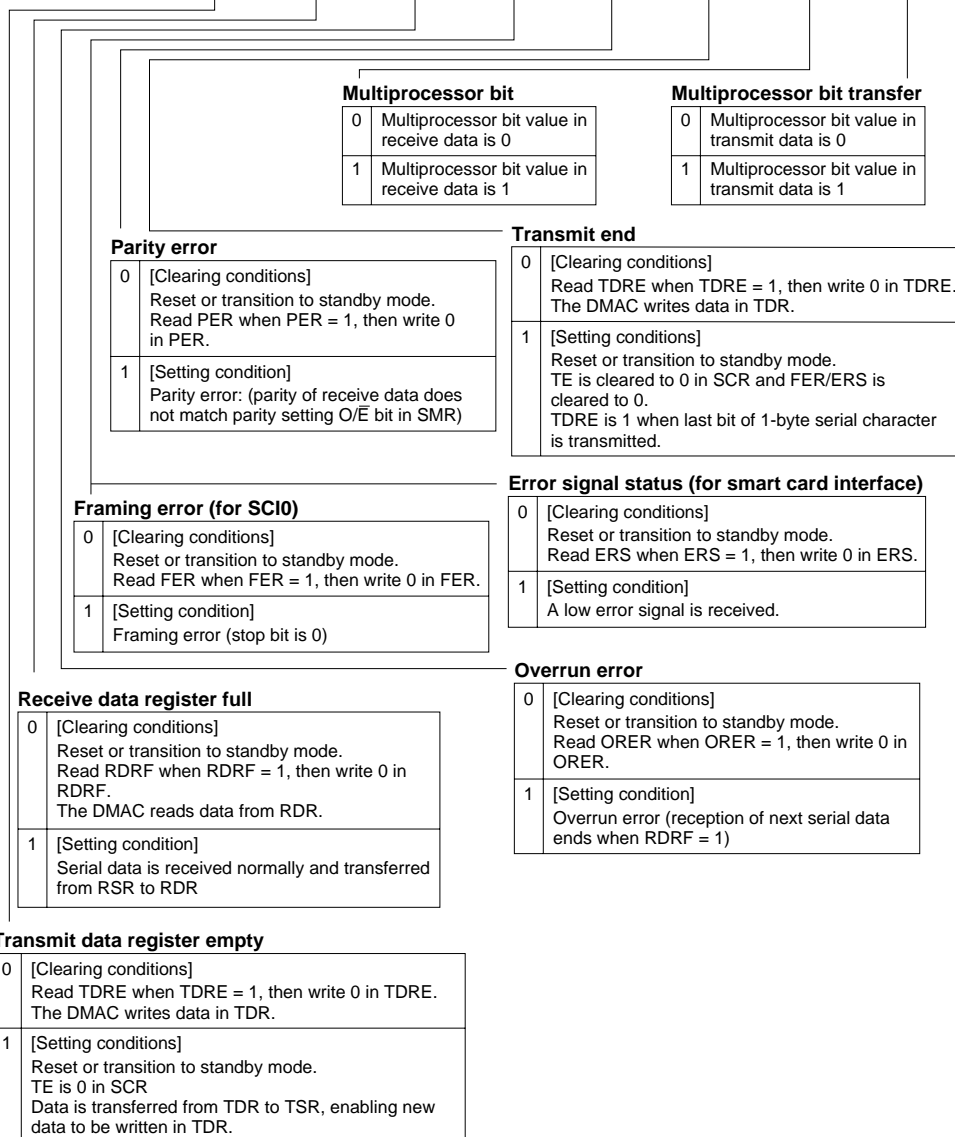 Multiprocessor bit
0 Multiprocessor bit value in
receive data is 0
1 Multiprocessor bit value in
receive data is 1
Multiprocessor bit transfer
0 Multiprocessor bit value in
transmit data is 0
1 Multiprocessor bit value in
transmit data is 1
Parity error
0 [Clearing conditions]
Reset or transition to standby mode.
Read PER when PER = 1, then write 0
in PER.
1 [Setting condition]
Parity error: (parity of receive data does
not match parity setting O/E̅ bit in SMR)
Transmit end
0 [Clearing conditions]
Read TDRE when TDRE = 1, then write 0 in TDRE.
The DMAC writes data in TDR.
1 [Setting conditions]
Reset or transition to standby mode.
TE is cleared to 0 in SCR and FER/ERS is
cleared to 0.
TDRE is 1 when last bit of 1-byte serial character
is transmitted.
Framing error (for SCI0)
0 [Clearing conditions]
Reset or transition to standby mode.
Read FER when FER = 1, then write 0 in FER.
1 [Setting condition]
Framing error (stop bit is 0)
Error signal status (for smart card interface)
0 [Clearing conditions]
Reset or transition to standby mode.
Read ERS when ERS = 1, then write 0 in ERS.
1 [Setting condition]
A low error signal is received.
Receive data register full
0 [Clearing conditions]
Reset or transition to standby mode.
Read RDRF when RDRF = 1, then write 0 in
RDRF.
The DMAC reads data from RDR.
1 [Setting condition]
Serial data is received normally and transferred
from RSR to RDR
Overrun error
0 [Clearing conditions]
Reset or transition to standby mode.
Read ORER when ORER = 1, then write 0 in
ORER.
1 [Setting condition]
Overrun error (reception of next serial data
ends when RDRF = 1)
Transmit data register empty
0 [Clearing conditions]
Read TDRE when TDRE = 1, then write 0 in TDRE.
The DMAC writes data in TDR.
1 [Setting conditions]
Reset or transition to standby mode.
TE is 0 in SCR
Data is transferred from TDR to TSR, enabling new
data to be written in TDR.